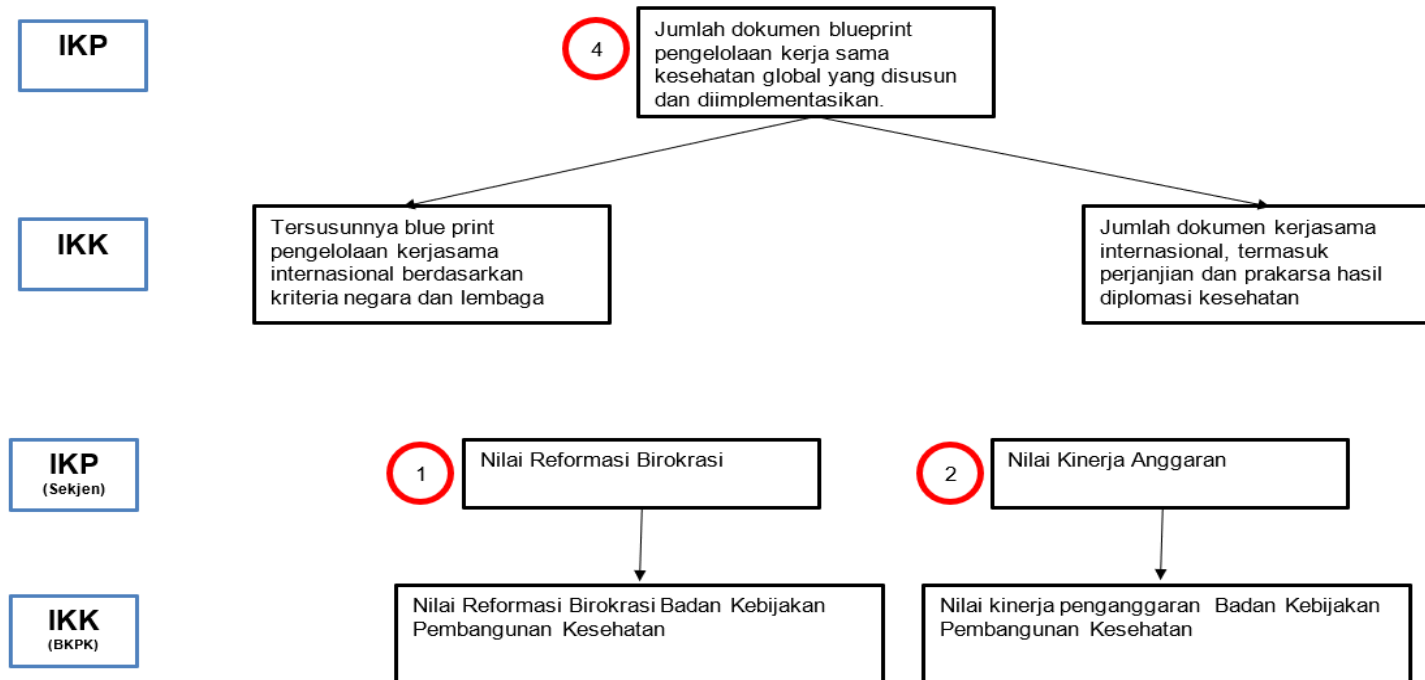 IKP
4
Jumlah dokumen blueprint
pengelolaan kerja sama
kesehatan global yang disusun
dan diimplementasikan.
IKK
Tersusunnya blue print
pengelolaan kerjasama
internasional berdasarkan
kriteria negara dan lembaga
Jumlah dokumen kerjasama
internasional, termasuk
perjanjian dan prakarsa hasil
diplomasi kesehatan
IKP
(Sekjen)
1
Nilai Reformasi Birokrasi
2
Nilai Kinerja Anggaran
IKK
(BKPK)
Nilai Reformasi Birokrasi Badan Kebijakan
Pembangunan Kesehatan
Nilai kinerja penganggaran Badan Kebijakan
Pembangunan Kesehatan